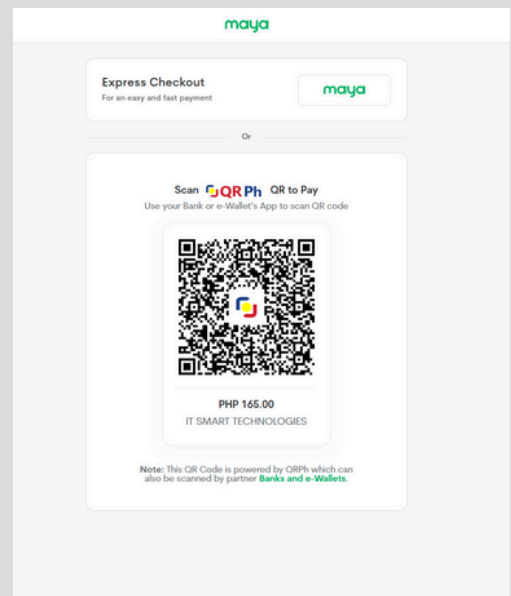 maya
Express Checkout
For an easy and fast payment
maya
Or
Scan QR Ph QR to Pay
Use your Bank or e-Wallet's App to scan QR code
PHP 165.00
IT SMART TECHNOLOGIES
Note: This QR Code is powered by QRPh which can
also be scanned by partner Banks and e-Wallets.